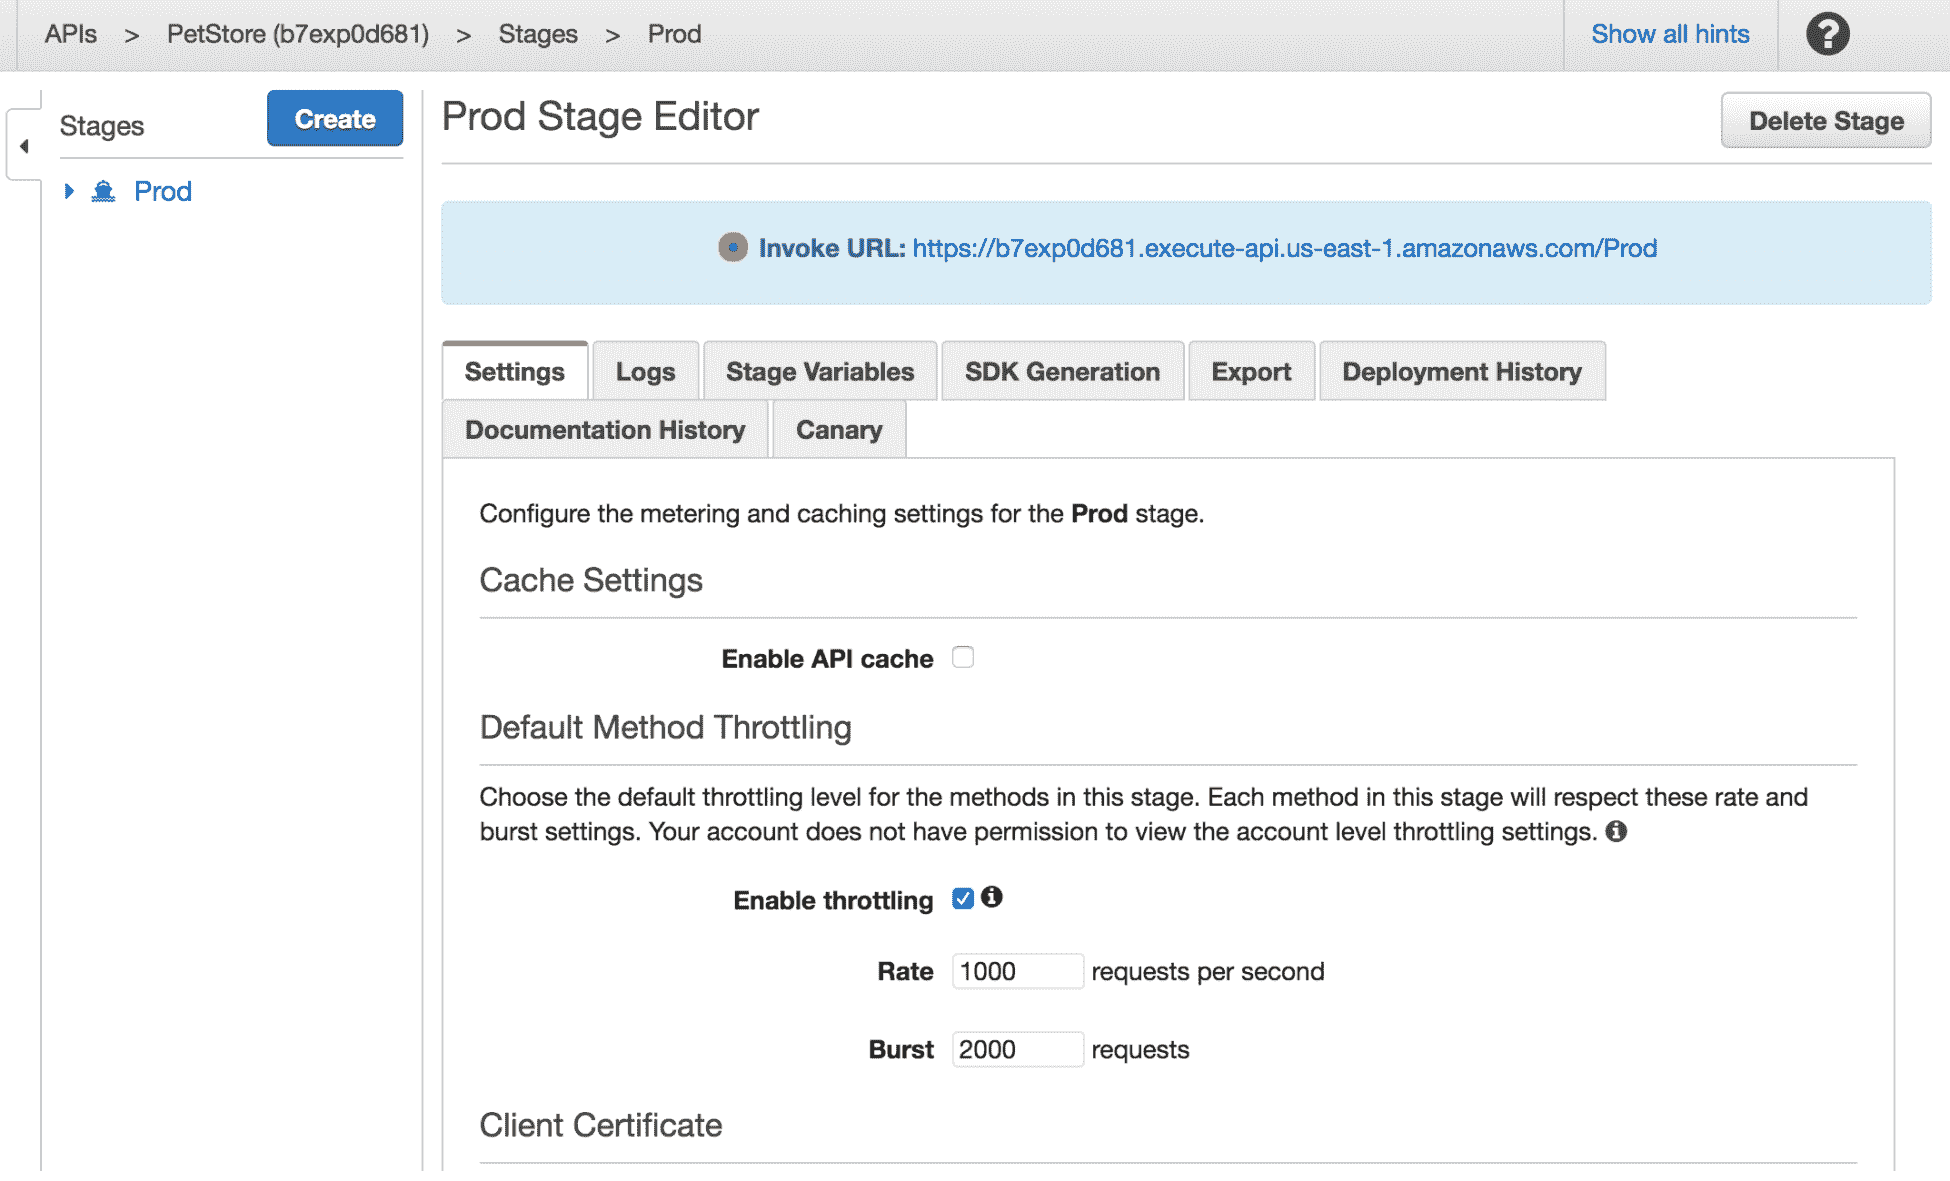 APIs > PetStore (b7exp0d681) > Stages > Prod
Show all hints
?
Stages
Create
Prod
Prod Stage Editor
Delete Stage
Invoke URL: https://b7exp0d681.execute-api.us-east-1.amazonaws.com/Prod
Settings
Logs
Stage Variables
SDK Generation
Export
Deployment History
Documentation History
Canary
Configure the metering and caching settings for the Prod stage.
Cache Settings
Enable API cache
Default Method Throttling
Choose the default throttling level for the methods in this stage. Each method in this stage will respect these rate and
burst settings. Your account does not have permission to view the account level throttling settings.
Enable throttling
Rate 1000 requests per second
Burst 2000 requests
Client Certificate